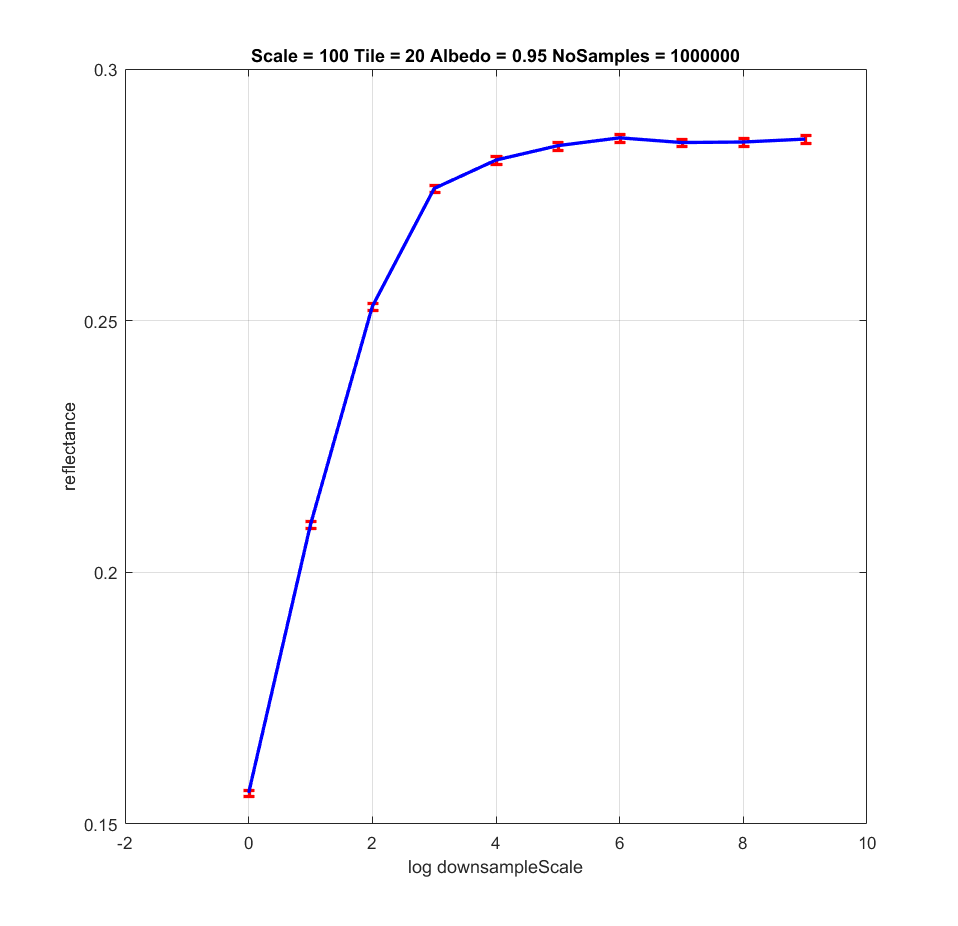 Scale = 100 Tile = 20 Albedo = 0.95 NoSamples = 1000000
0.3
0.25
0.2
0.15
reflectance
-2 0 2 4 6 8 10
log downsampleScale